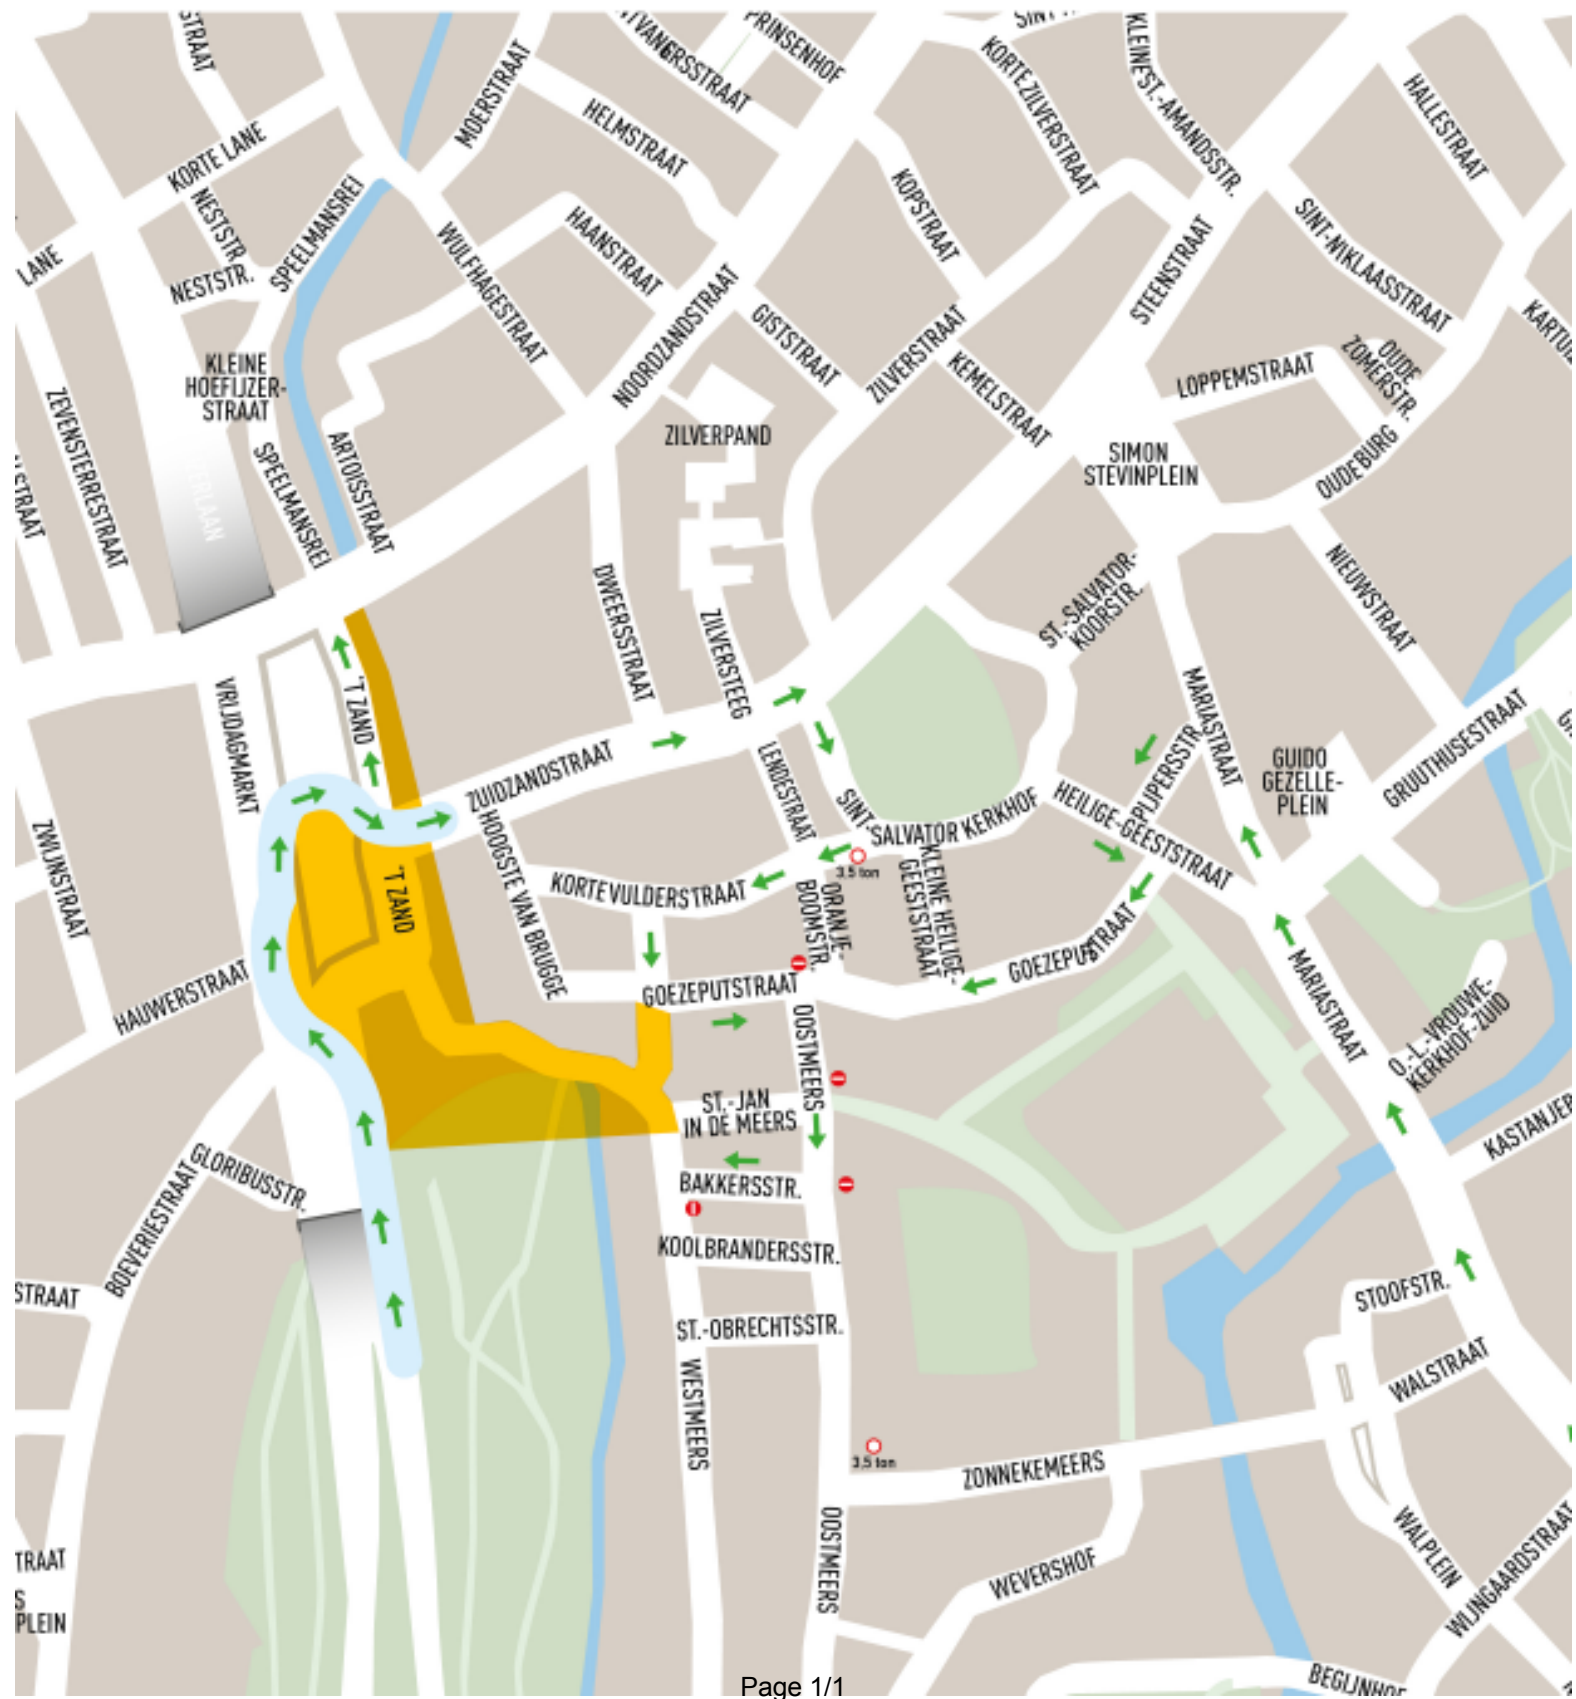 STRAAT
PRINSENHOF
KORTE ZILVERSTRAAT
KLEINE ST.-AMANDSSTR.
HALLESTRAAT
MOERSTRAAT
HELMSTRAAT
KORTE LANE
NESTSTR.
SPEELMANSREI
KOPSTRAAT
SINT-NIKLAASSTRAAT
LANE
NESTSTR.
WULFHAGESTRAAT
HAANSTRAAT
NOORDZANDSTRAAT
GISTSTRAAT
ZILVERSTRAAT
STEENSTRAAT
KEMELSTRAAT
LOPPEMSTRAAT
OUDE
ZOMERSTR.
KLEINE
HOEFIJZER-
STRAAT
ZEVENSTERRESTRAAT
ARTOISSTRAAT
SPEELMANSREI
ZILVERPAND
SIMON
STEVINPLEIN
OUDE BURG
NIEUWSTRAAT
DWEERSSTRAAT
ZILVERSTEEG
ST.-SALVATOR-
KOORSTR.
MARIASTRAAT
VRIJDAGMARKT
'T ZAND
ZUIDZANDSTRAAT
LENDESTRAAT
SINT-
SALVATOR KERKHOF
HEILIGE-GEESTSTRAAT
PIJPERSSTR.
GUIDO
GEZELLE-
PLEIN
GRUUTHUSESTRAAT
ZWIJNSTRAAT
'T ZAND
HOOGSTE VAN BRUGGE
KORTE VULDERSTRAAT
3,5 ton
ORANJE-
BOOMSTR.
KLEINE HEILIGE-
GEESTSTRAAT
HAUWERSTRAAT
GOEZEPUTSTRAAT
GOEZEPUTSTRAAT
OOSTMEERS
MARIASTRAAT
O.-L.-VROUWE-
KERKHOF-ZUID
ST.-JAN
IN DE MEERS
GLORIBUSSTR.
BOEVERIESTRAAT
BAKKERSSTR.
KOOLBRANDERSSTR.
ST.-OBRECHTSSTR.
STRAAT
STOOFSTR.
WALSTRAAT
WESTMEERS
3,5 ton
ZONNEKEMEERS
OOSTMEERS
WEVERSHOF
WALPLEIN
WIJNGAARDSTRAAT
TRAAT
S
PLEIN
Page 1/1